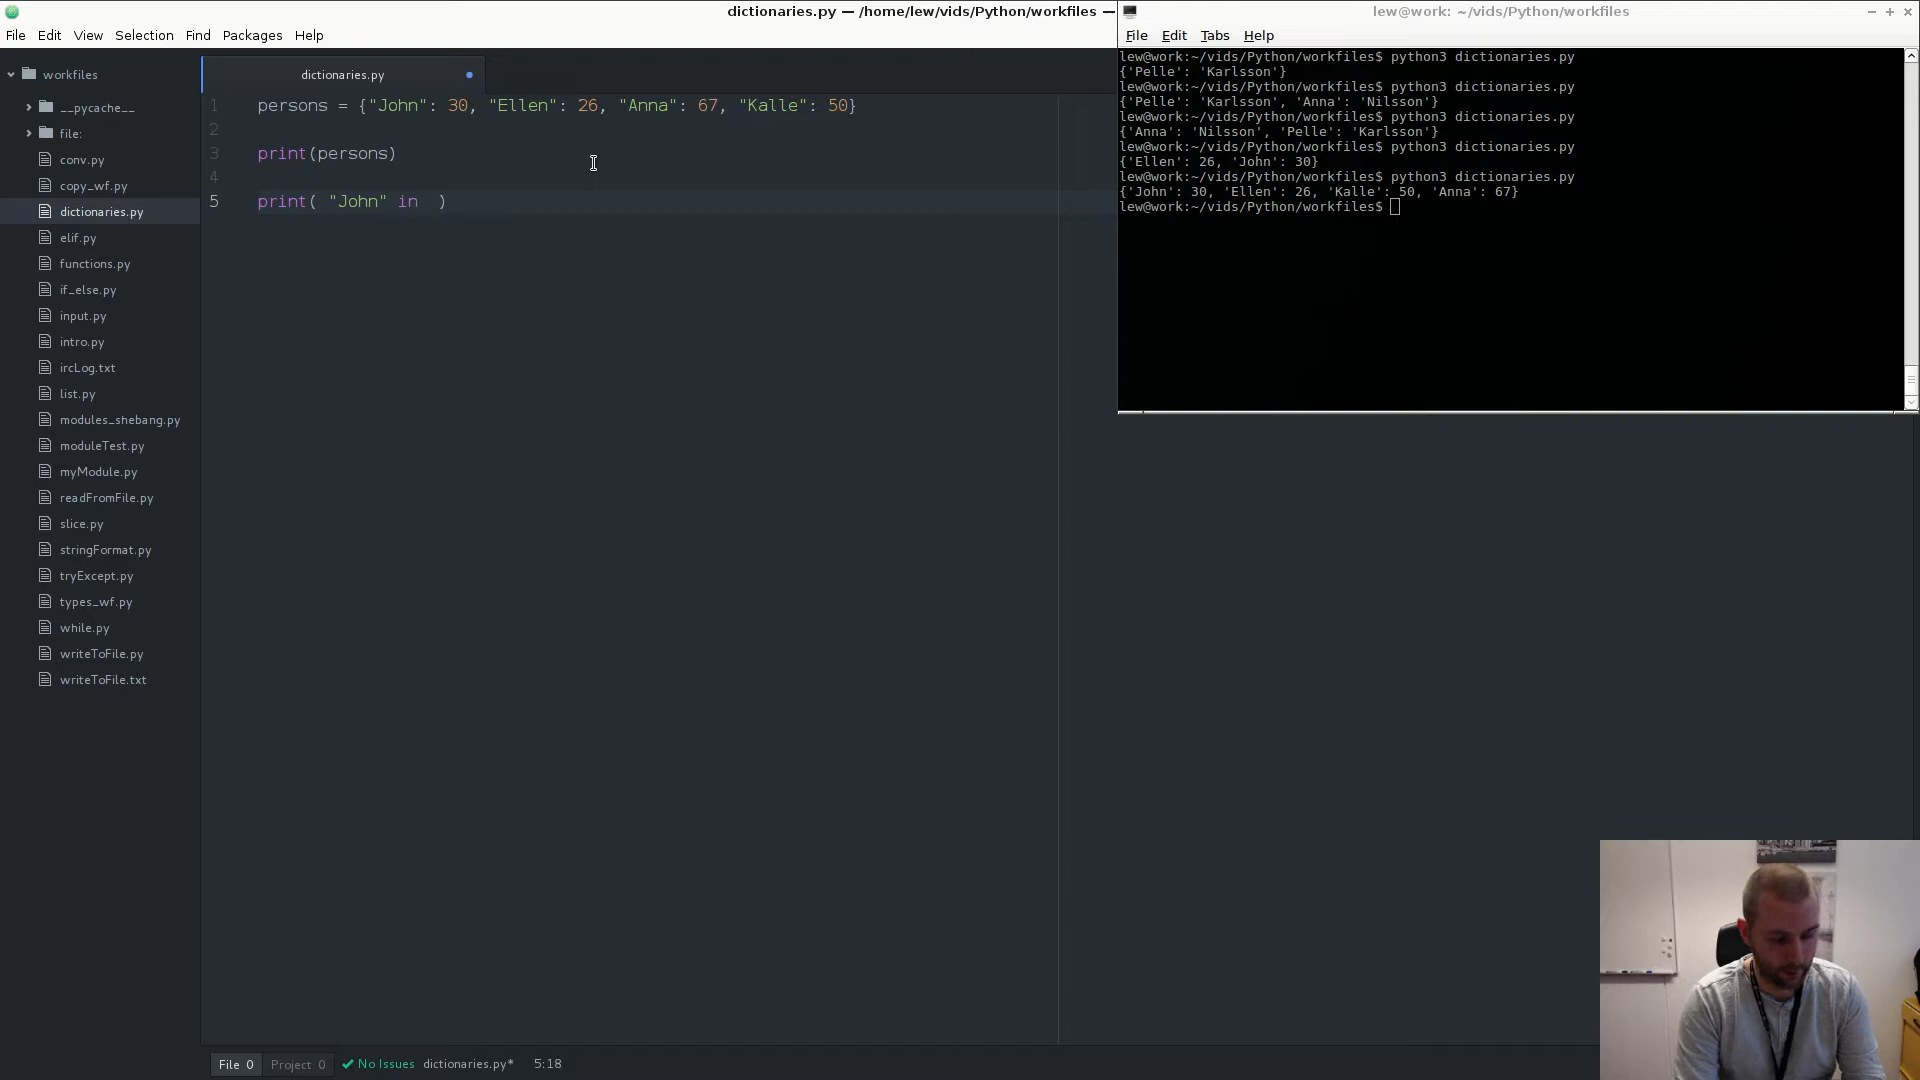 dictionaries.py — /home/lew/vids/Python/workfiles —
File Edit View Selection Find Packages Help
workfiles
__pycache__
file:
conv.py
copy_wf.py
dictionaries.py
elif.py
functions.py
if_else.py
input.py
intro.py
ircLog.txt
list.py
modules_shebang.py
moduleTest.py
myModule.py
readFromFile.py
slice.py
stringFormat.py
tryExcept.py
types_wf.py
while.py
writeToFile.py
writeToFile.txt
dictionaries.py
1 persons = {"John": 30, "Ellen": 26, "Anna": 67, "Kalle": 50}
2
3 print(persons)
4
5 print( "John" in  )
File 0 Project 0 No Issues dictionaries.py* 5:18
lew@work: ~/vids/Python/workfiles
File Edit Tabs Help
lew@work:~/vids/Python/workfiles$ python3 dictionaries.py
{'Pelle': 'Karlsson'}
lew@work:~/vids/Python/workfiles$ python3 dictionaries.py
{'Pelle': 'Karlsson', 'Anna': 'Nilsson'}
lew@work:~/vids/Python/workfiles$ python3 dictionaries.py
{'Anna': 'Nilsson', 'Pelle': 'Karlsson'}
lew@work:~/vids/Python/workfiles$ python3 dictionaries.py
{'Ellen': 26, 'John': 30}
lew@work:~/vids/Python/workfiles$ python3 dictionaries.py
{'John': 30, 'Ellen': 26, 'Kalle': 50, 'Anna': 67}
lew@work:~/vids/Python/workfiles$